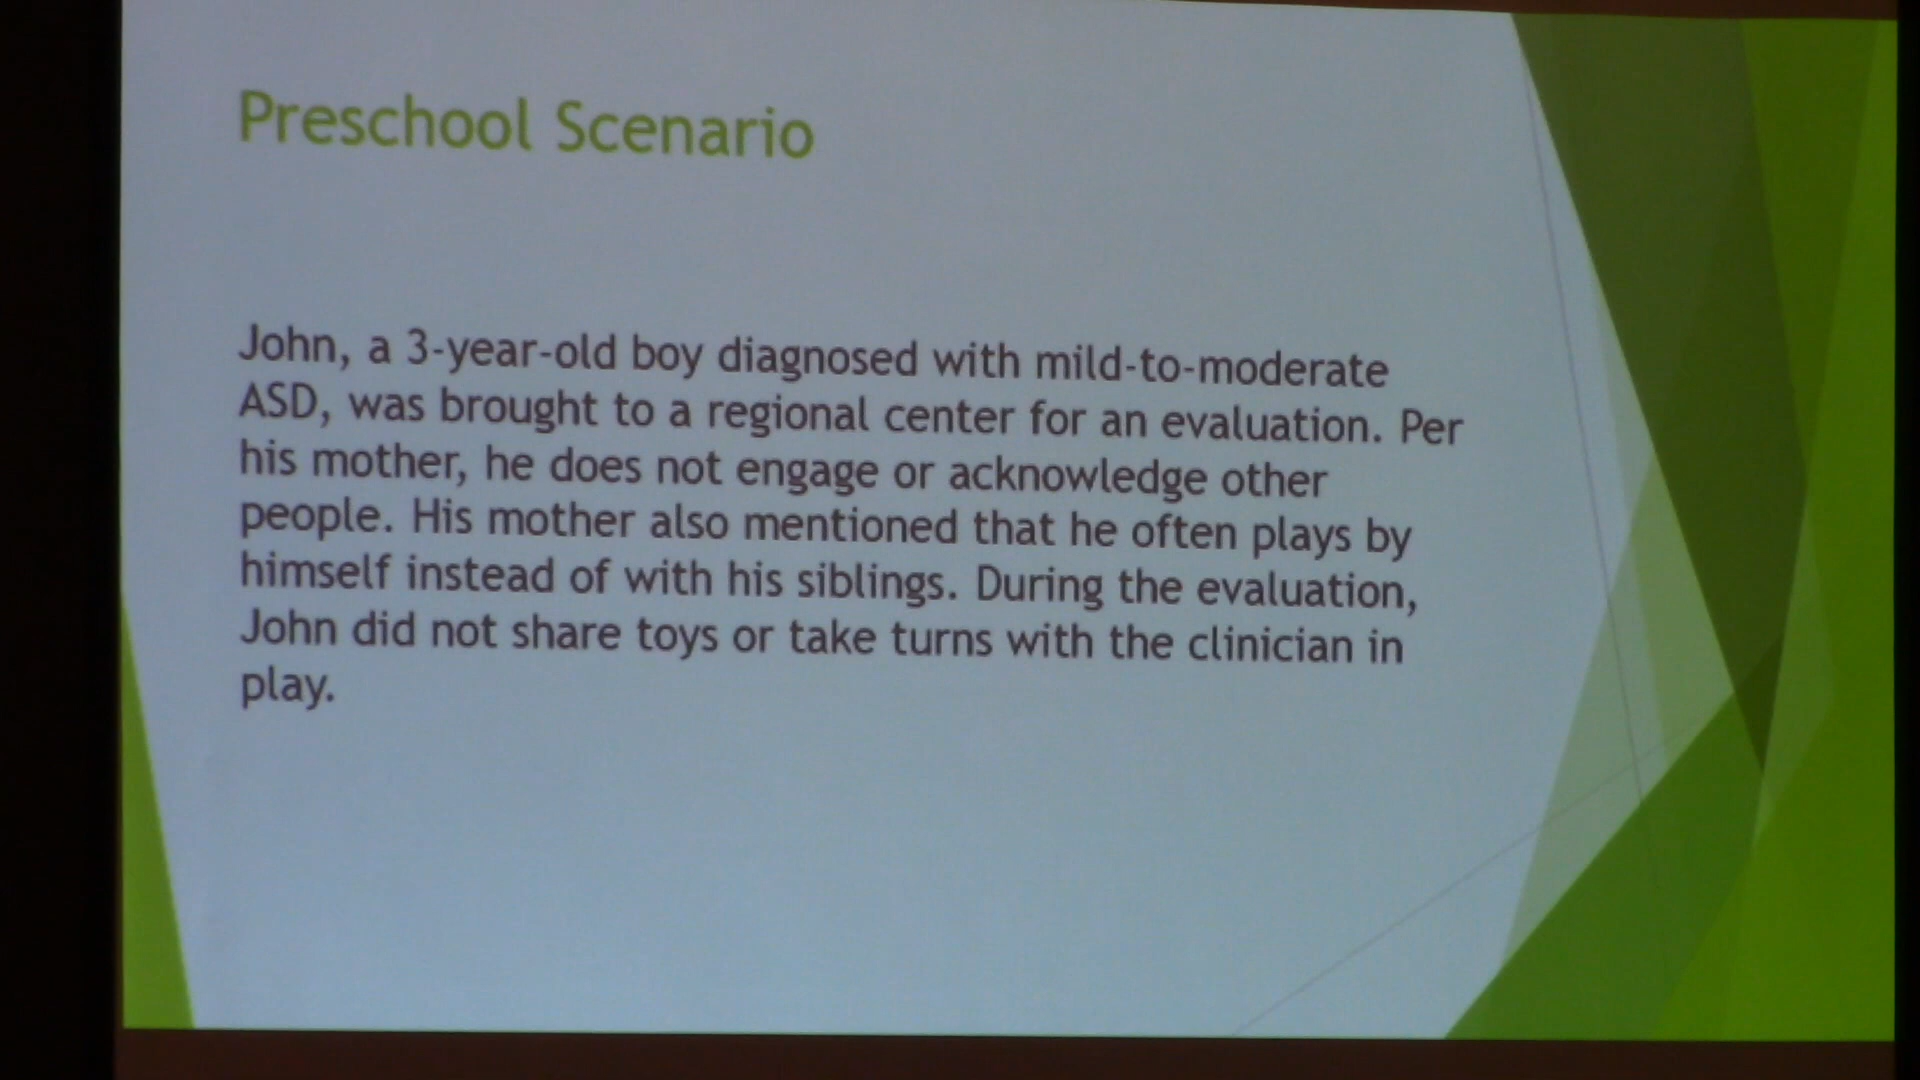 Preschool Scenario
John, a 3-year-old boy diagnosed with mild-to-moderate
ASD, was brought to a regional center for an evaluation. Per
his mother, he does not engage or acknowledge other
people. His mother also mentioned that he often plays by
himself instead of with his siblings. During the evaluation,
John did not share toys or take turns with the clinician in
play.